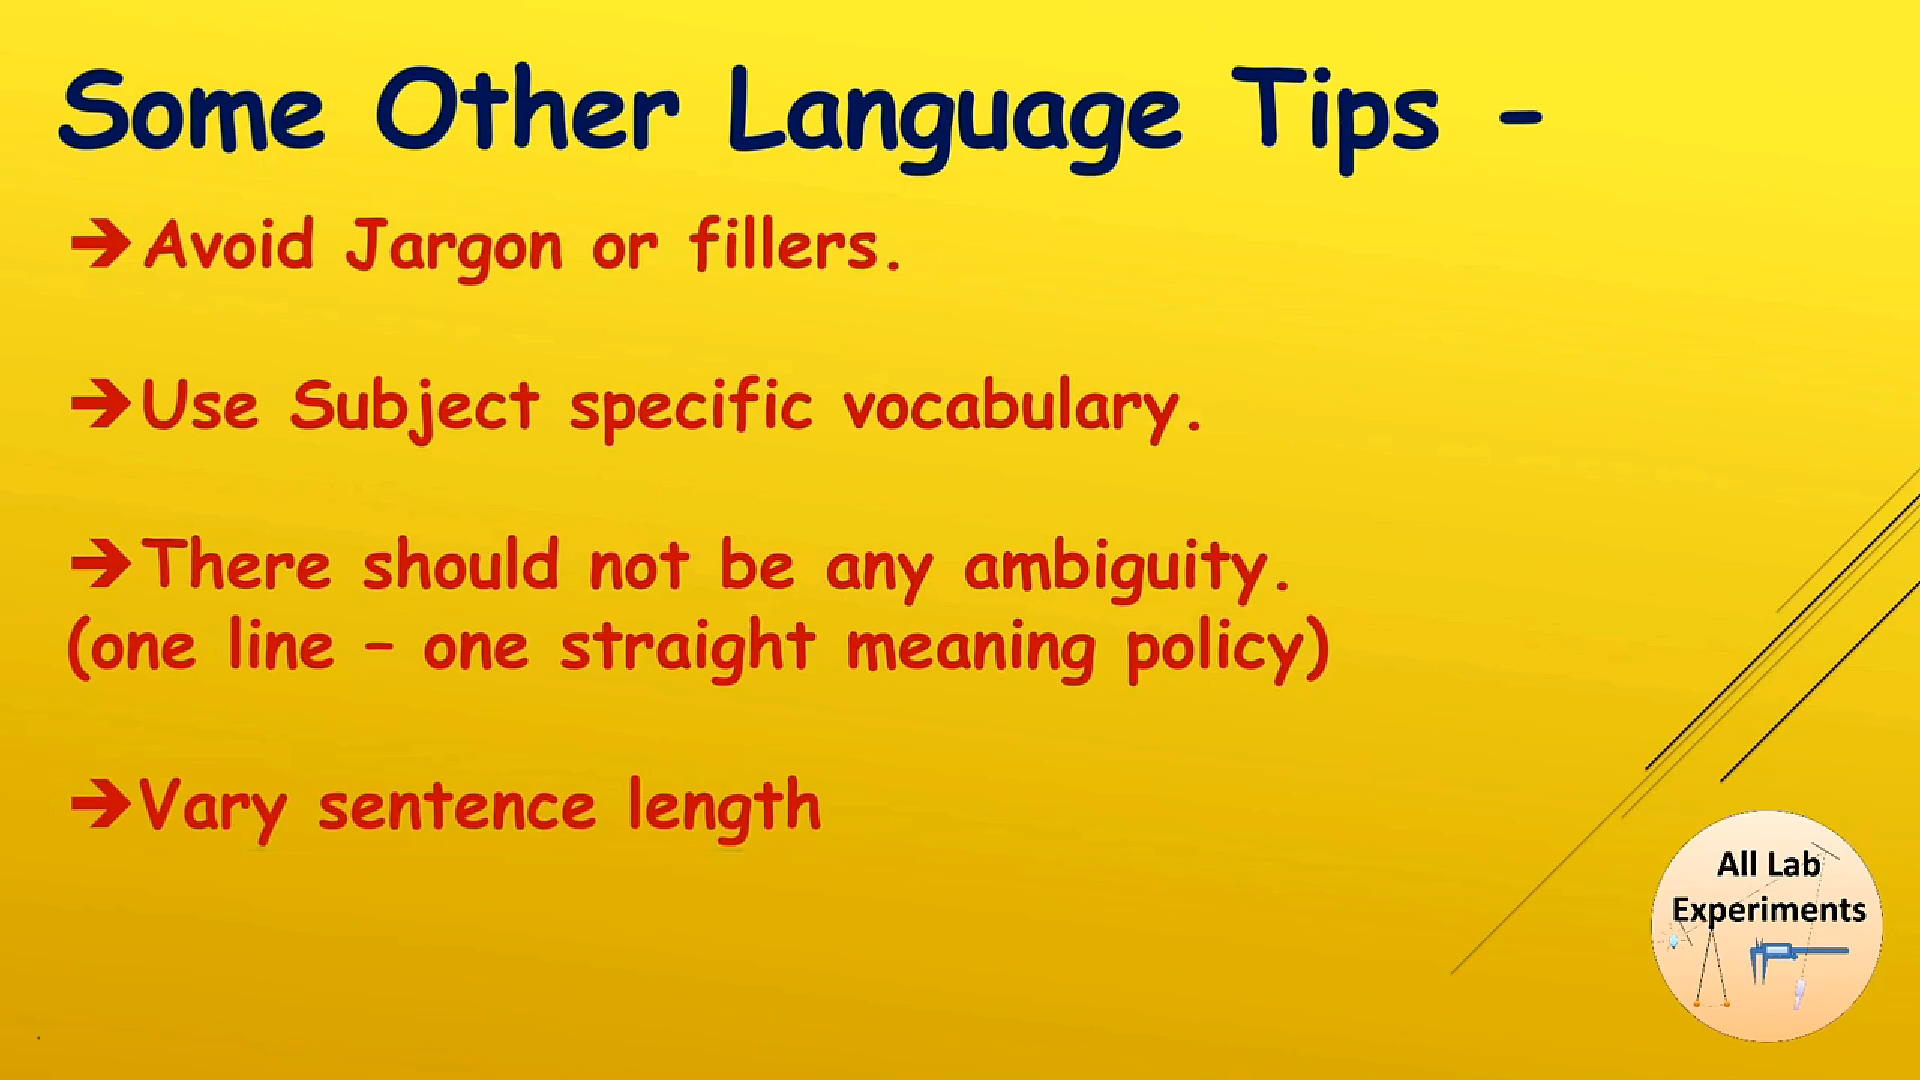 Some Other Language Tips -
➔Avoid Jargon or fillers.
➔Use Subject specific vocabulary.
➔There should not be any ambiguity.
(one line – one straight meaning policy)
➔Vary sentence length
All Lab
Experiments